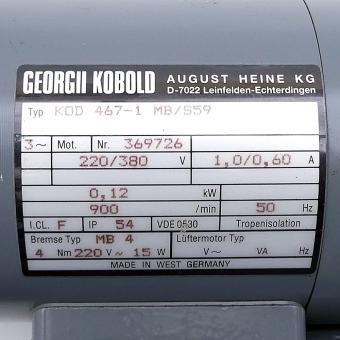 GEORGII KOBOLD AUGUST HEINE KG
D-7022 Leinfelden-Echterdingen
Typ KOD 467-1 MB/S59
3~ Mot. Nr. 369726
220/380 V 1,0/0,60 A
0,12 kW
900 /min 50 Hz
I.CL. F IP 54 VDE 0530 Tropenisolation
Bremse Typ MB 4 Lüftermotor Typ
4 Nm 220 V~ 15 W V~ VA Hz
MADE IN WEST GERMANY